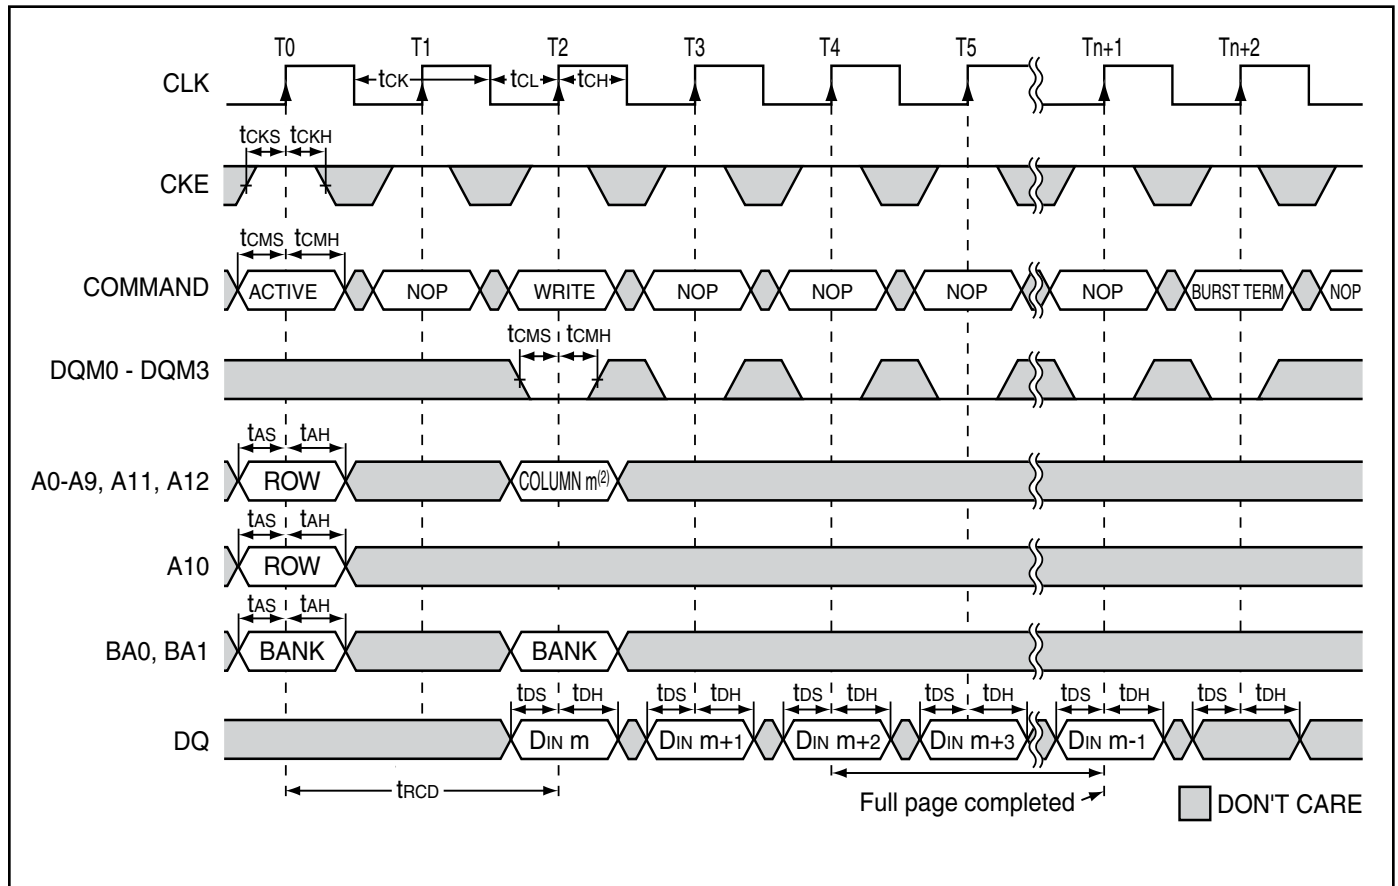 T0 T1 T2 T3 T4 T5 Tn+1 Tn+2
CLK tCK tCL tCH
tCKS tCKH
CKE
tCMS tCMH
COMMAND ACTIVE NOP WRITE NOP NOP NOP NOP BURST TERM NOP
tCMS tCMH
DQM0 - DQM3
tAS tAH
A0-A9, A11, A12 ROW COLUMN m(2)
tAS tAH
A10 ROW
tAS tAH
BA0, BA1 BANK BANK
tDS tDH tDS tDH tDS tDH tDS tDH tDS tDH tDS tDH
DQ DIN m DIN m+1 DIN m+2 DIN m+3 DIN m-1
tRCD
Full page completed DON'T CARE